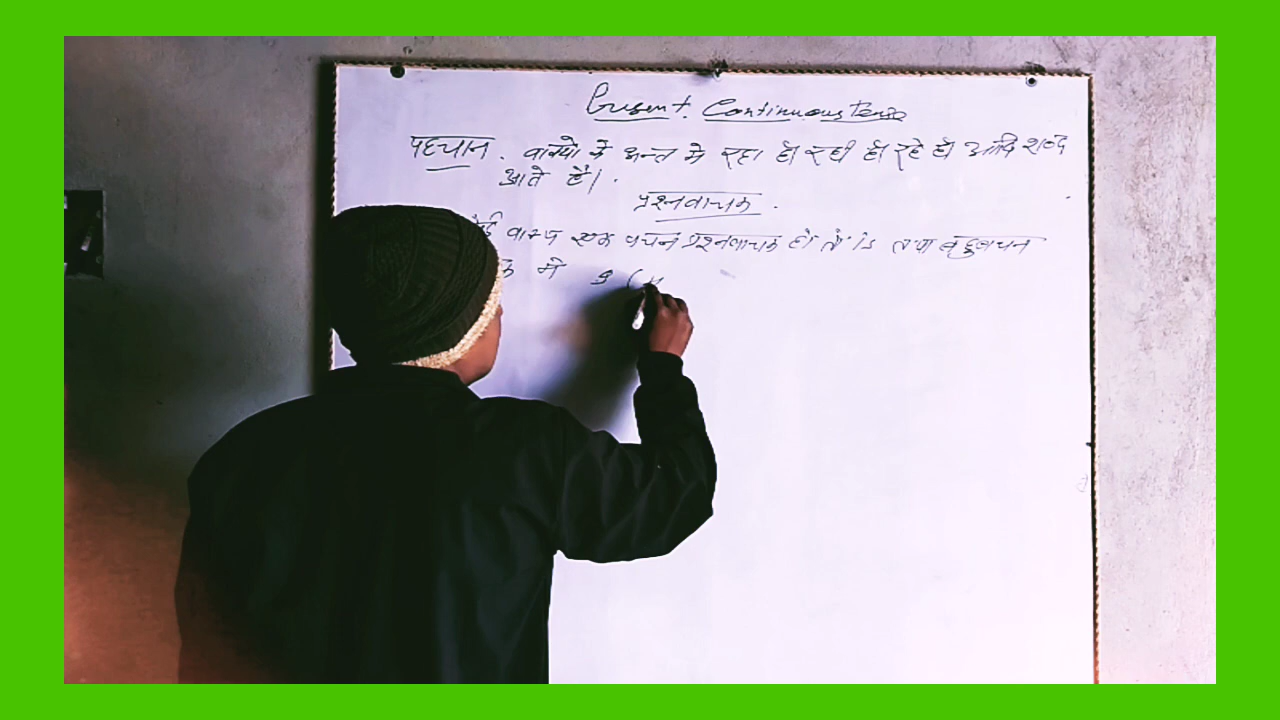 Present Continuous Tense
पहचान. वाक्यो के अन्त मे रहा हो रही हो रहे हो आदि शब्द
आते हैं।.
प्रश्नवाचक.
वाक्य एक वचन प्रश्नवाचक हो तो is तथा बहुवचन
मे